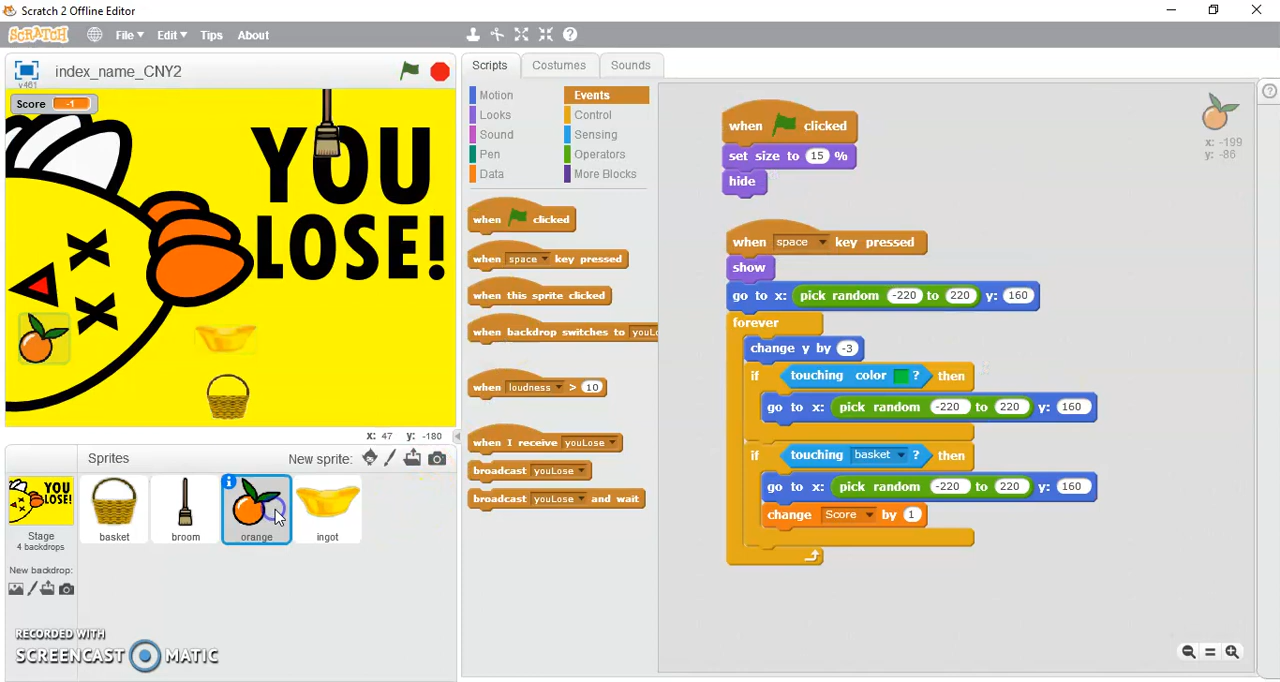 Scratch 2 Offline Editor
SCRATCH File Edit Tips About
v461 index_name_CNY2
Score -1
YOU
LOSE!
x: 47 y: -180
Sprites New sprite:
Stage
4 backdrops
YOU
LOSE!
basket broom orange ingot
New backdrop:
RECORDED WITH
SCREENCAST MATIC
Scripts Costumes Sounds
Motion Events
Looks Control
Sound Sensing
Pen Operators
Data More Blocks
when clicked
when space key pressed
when this sprite clicked
when backdrop switches to
when loudness > 10
when I receive youLose
broadcast youLose
broadcast youLose and wait
when clicked
set size to 15 %
hide
when space key pressed
show
go to x: pick random -220 to 220 y: 160
forever
change y by -3
if touching color ? then
go to x: pick random -220 to 220 y: 160
if touching basket ? then
go to x: pick random -220 to 220 y: 160
change Score by 1
x: -199
y: -86